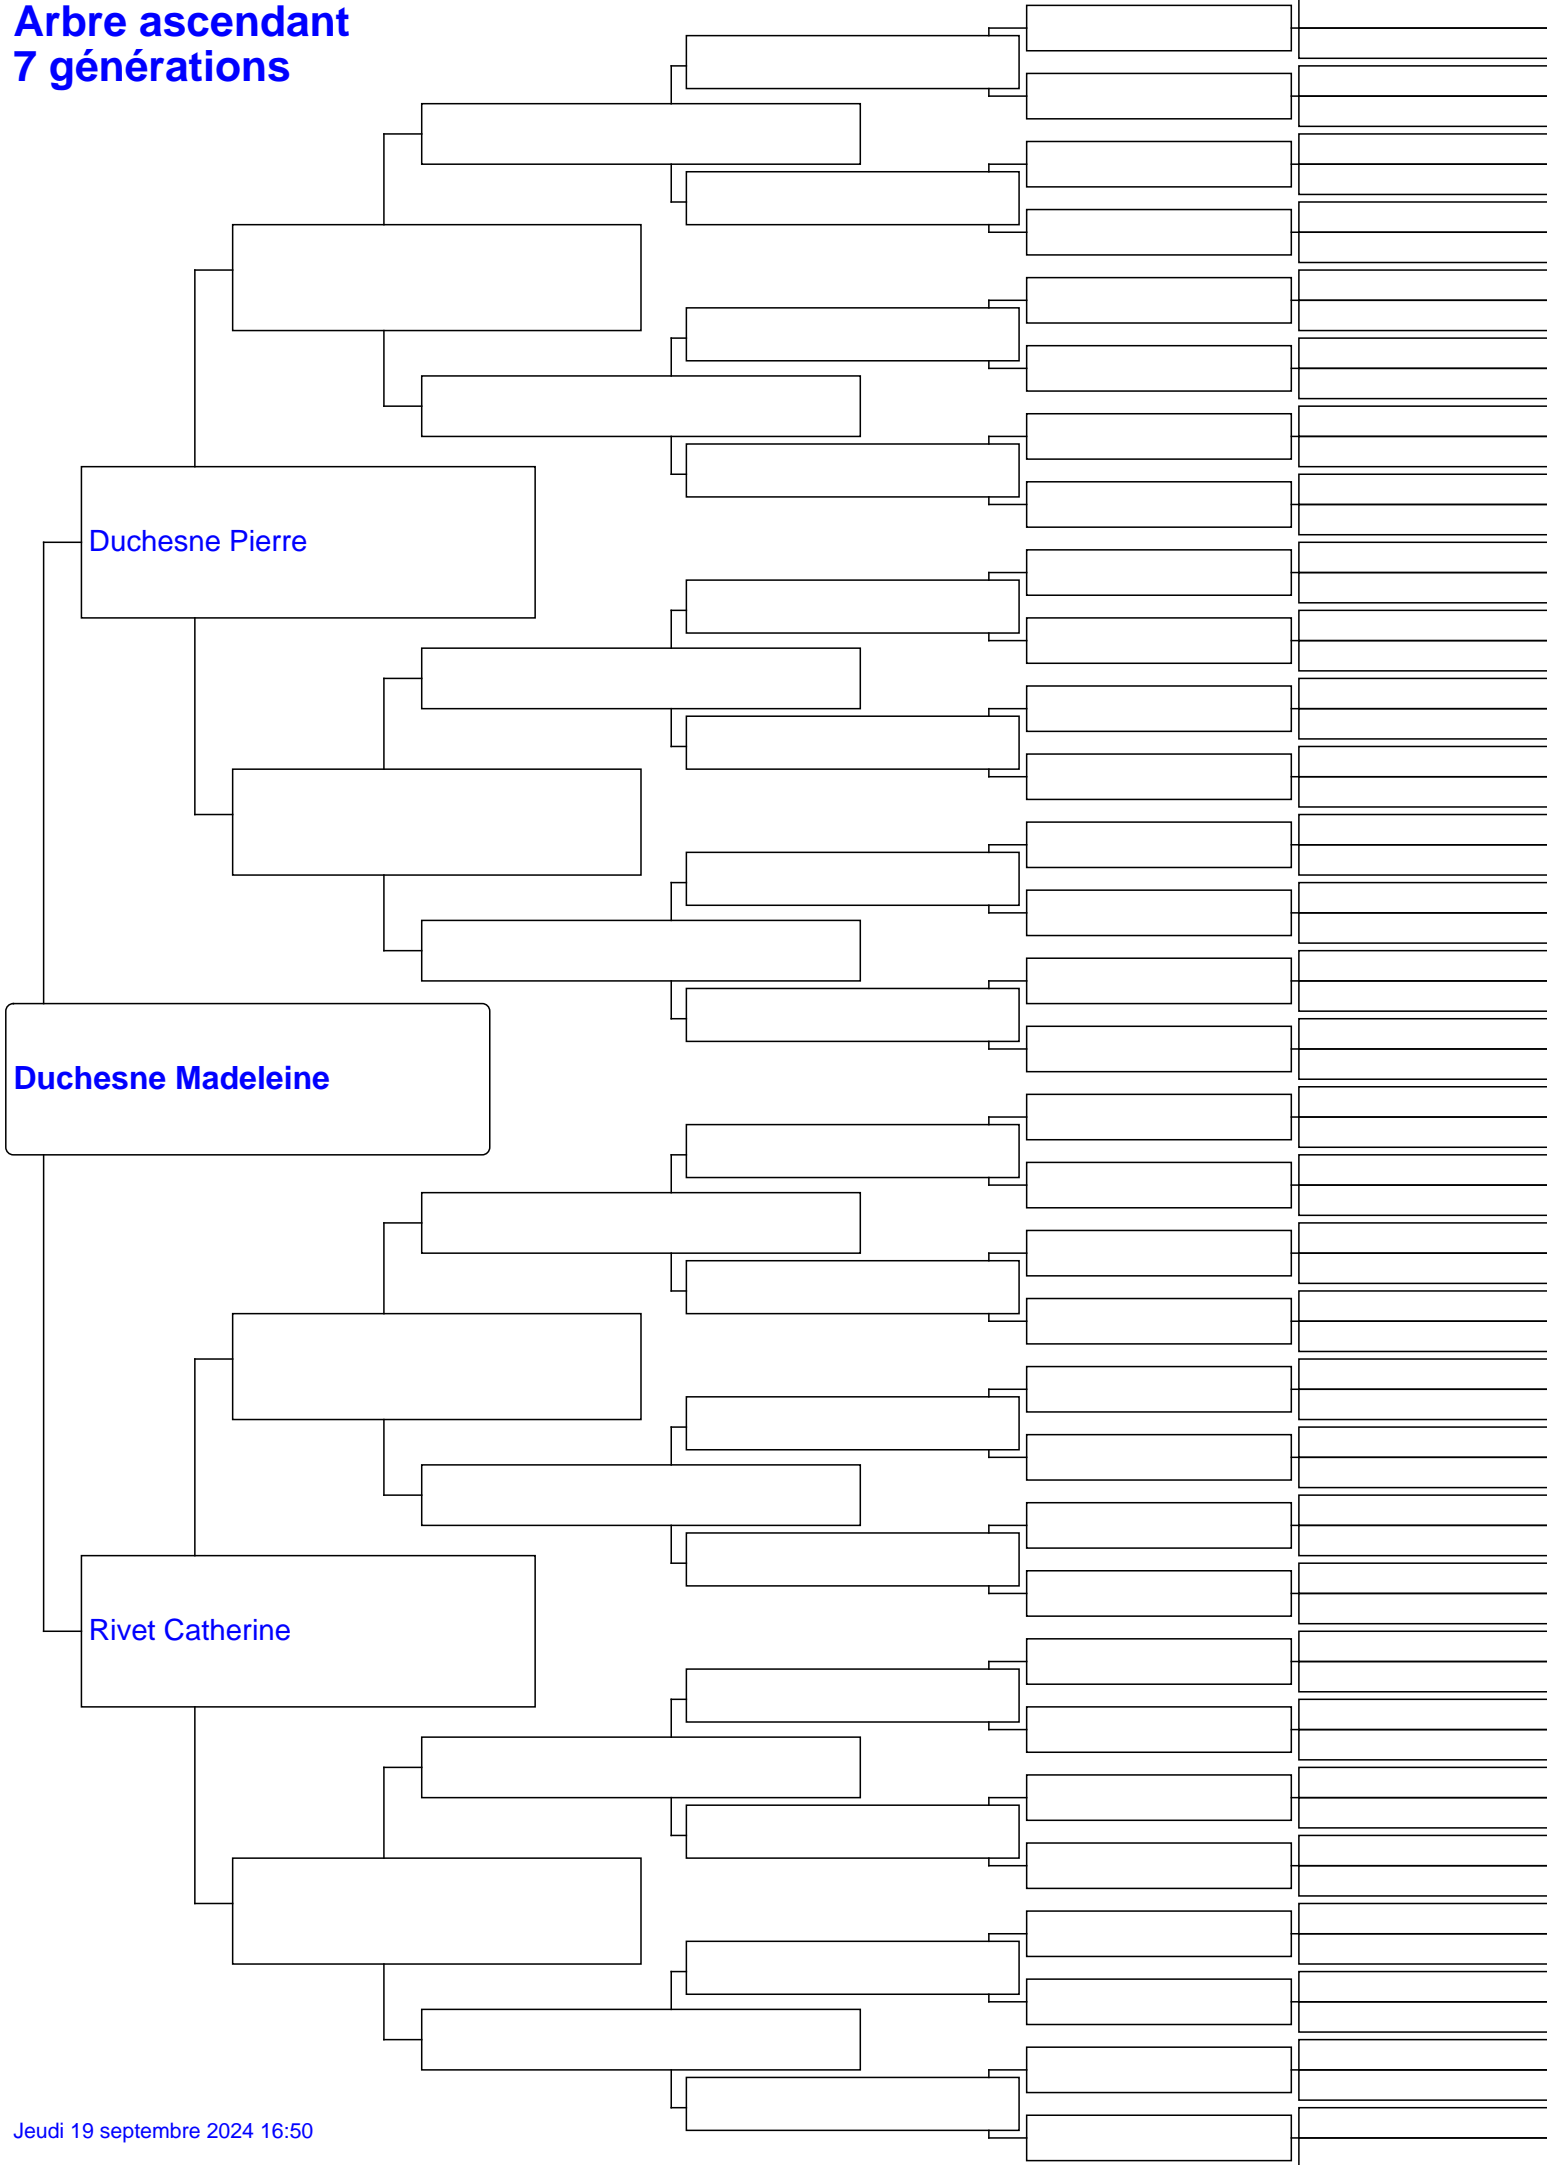 Arbre ascendant
7 générations
Duchesne Pierre
Duchesne Madeleine
Rivet Catherine
Jeudi 19 septembre 2024 16:50